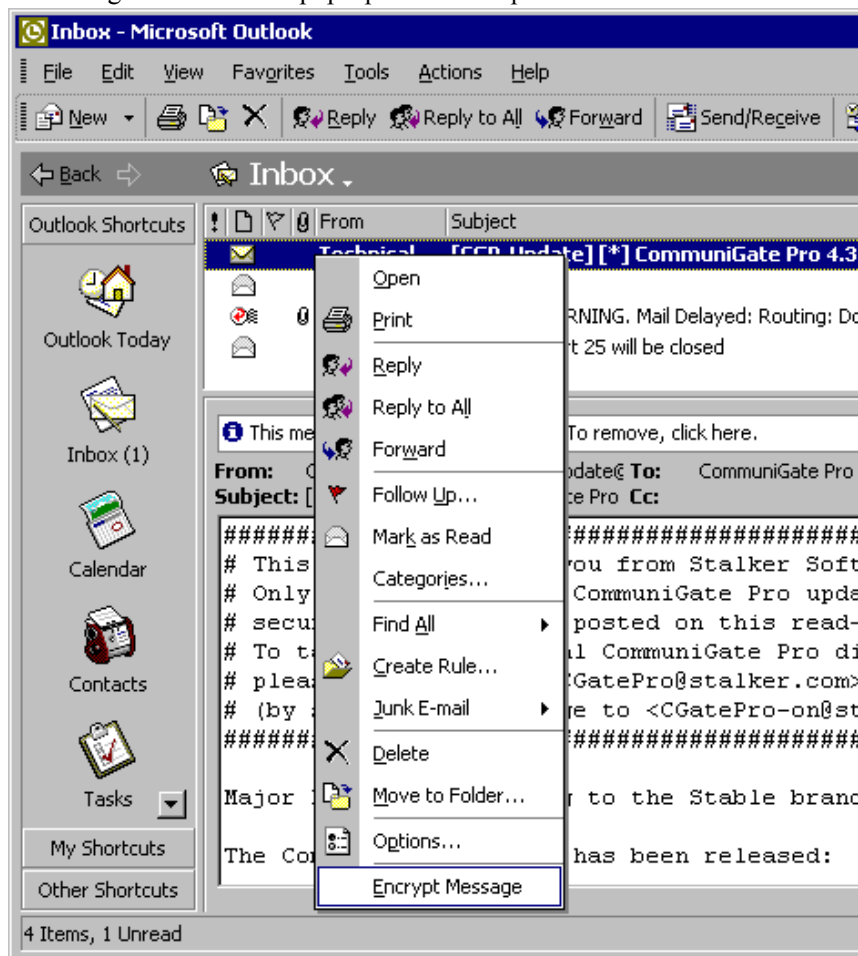 Inbox - Microsoft Outlook
File Edit View Favorites Tools Actions Help
New Reply Reply to All Forward Send/Receive
Back Inbox
Outlook Shortcuts ! From Subject
Technical [CGP-Update] [*] CommuniGate Pro 4.3
RNING. Mail Delayed: Routing: Do
t 25 will be closed
Outlook Today
Inbox (1)
Calendar
Contacts
Tasks
My Shortcuts
Other Shortcuts
Open
Print
Reply
Reply to All
Forward
Follow Up...
Mark as Read
Categories...
Find All
Create Rule...
Junk E-mail
Delete
Move to Folder...
Options...
Encrypt Message
This me To remove, click here.
From: To: CommuniGate Pro
Subject: [ te Pro Cc:
# This you from Stalker Soft
# Only CommuniGate Pro upda
# secu posted on this read-
# To ta l CommuniGate Pro di
# plea CGatePro@stalker.com>
# (by e to <CGatePro-on@st
Major to the Stable branc
The Co has been released:
4 Items, 1 Unread